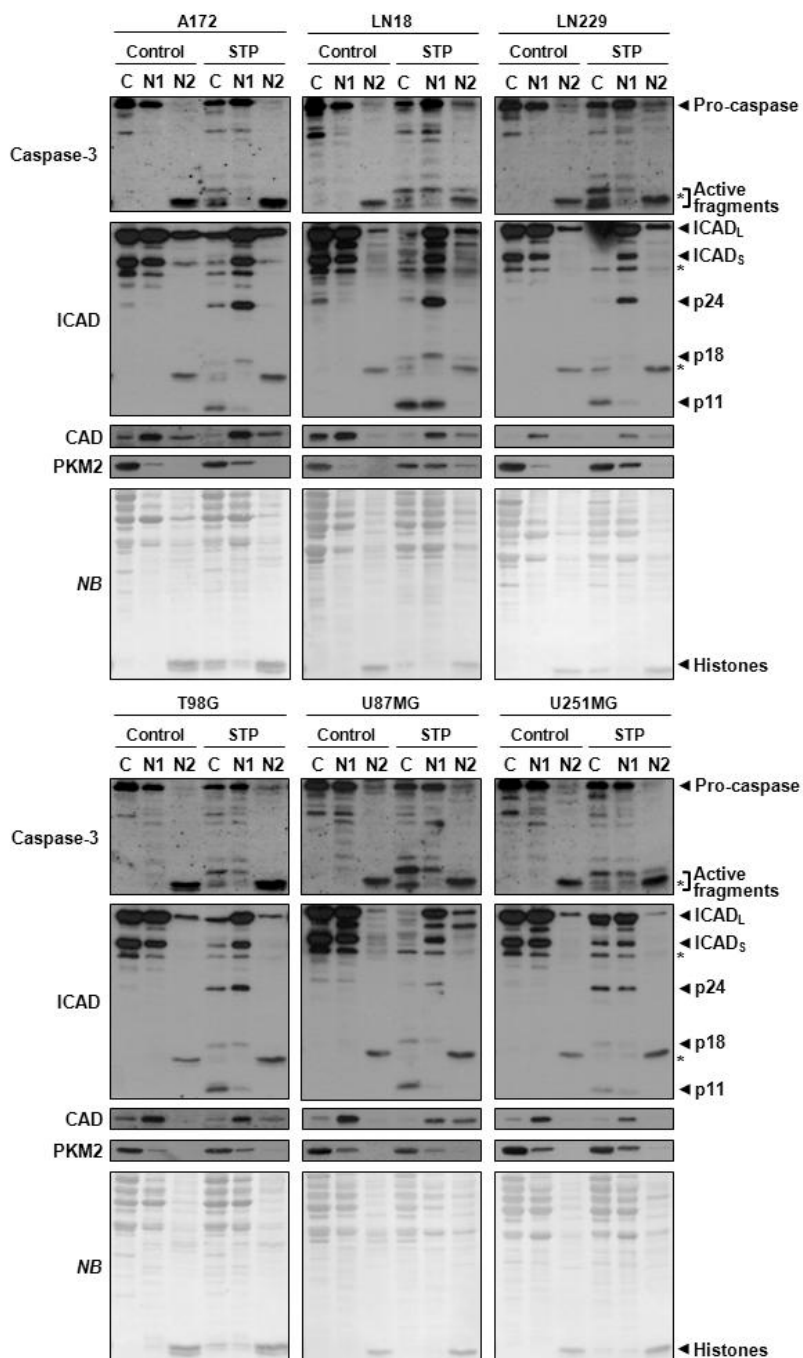 A172 LN18 LN229
Control STP Control STP Control STP
C N1 N2 C N1 N2 C N1 N2 C N1 N2 C N1 N2 C N1 N2
Caspase-3
◄ Pro-caspase
* Active
fragments
ICAD
◄ ICADL
◄ ICADS
*
◄ p24
◄ p18
*
◄ p11
CAD
PKM2
NB
◄ Histones
T98G U87MG U251MG
Control STP Control STP Control STP
C N1 N2 C N1 N2 C N1 N2 C N1 N2 C N1 N2 C N1 N2
Caspase-3
◄ Pro-caspase
* Active
fragments
ICAD
◄ ICADL
◄ ICADS
*
◄ p24
◄ p18
*
◄ p11
CAD
PKM2
NB
◄ Histones